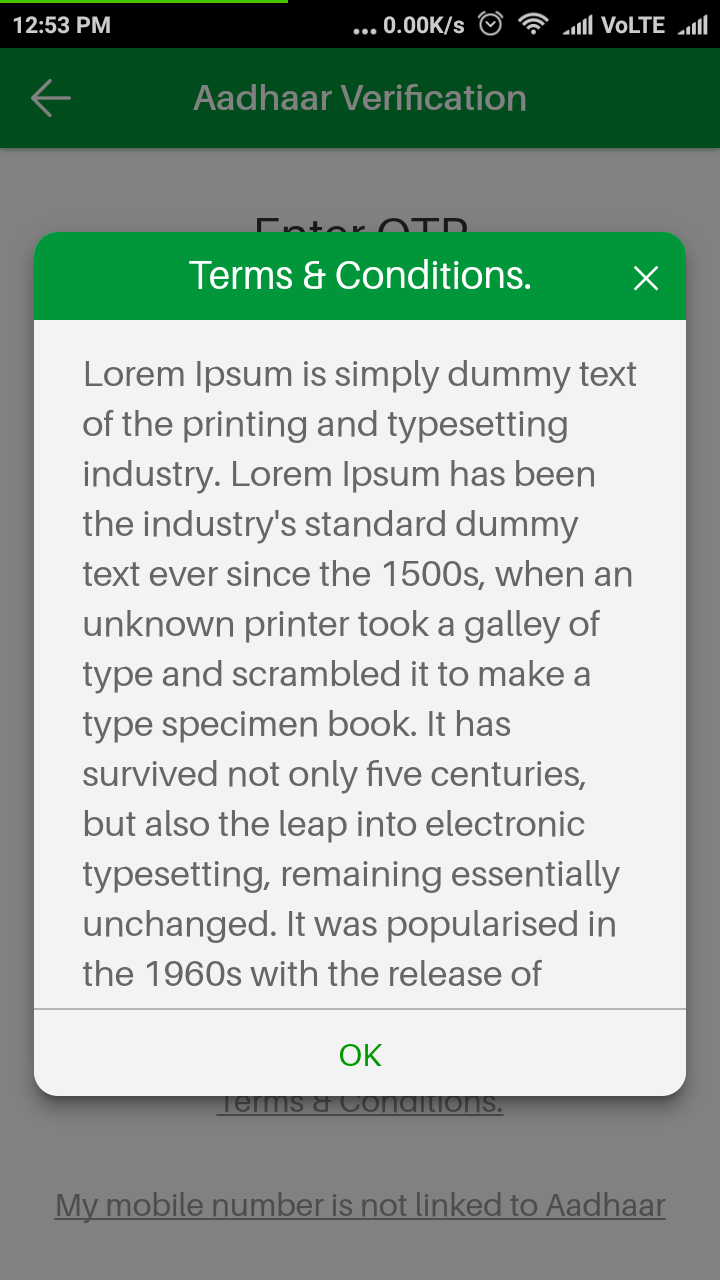 12:53 PM ... 0.00K/s VoLTE
Aadhaar Verification
Enter OTP
Terms & Conditions.
Lorem Ipsum is simply dummy text
of the printing and typesetting
industry. Lorem Ipsum has been
the industry's standard dummy
text ever since the 1500s, when an
unknown printer took a galley of
type and scrambled it to make a
type specimen book. It has
survived not only five centuries,
but also the leap into electronic
typesetting, remaining essentially
unchanged. It was popularised in
the 1960s with the release of
OK
Terms & Conditions.
My mobile number is not linked to Aadhaar